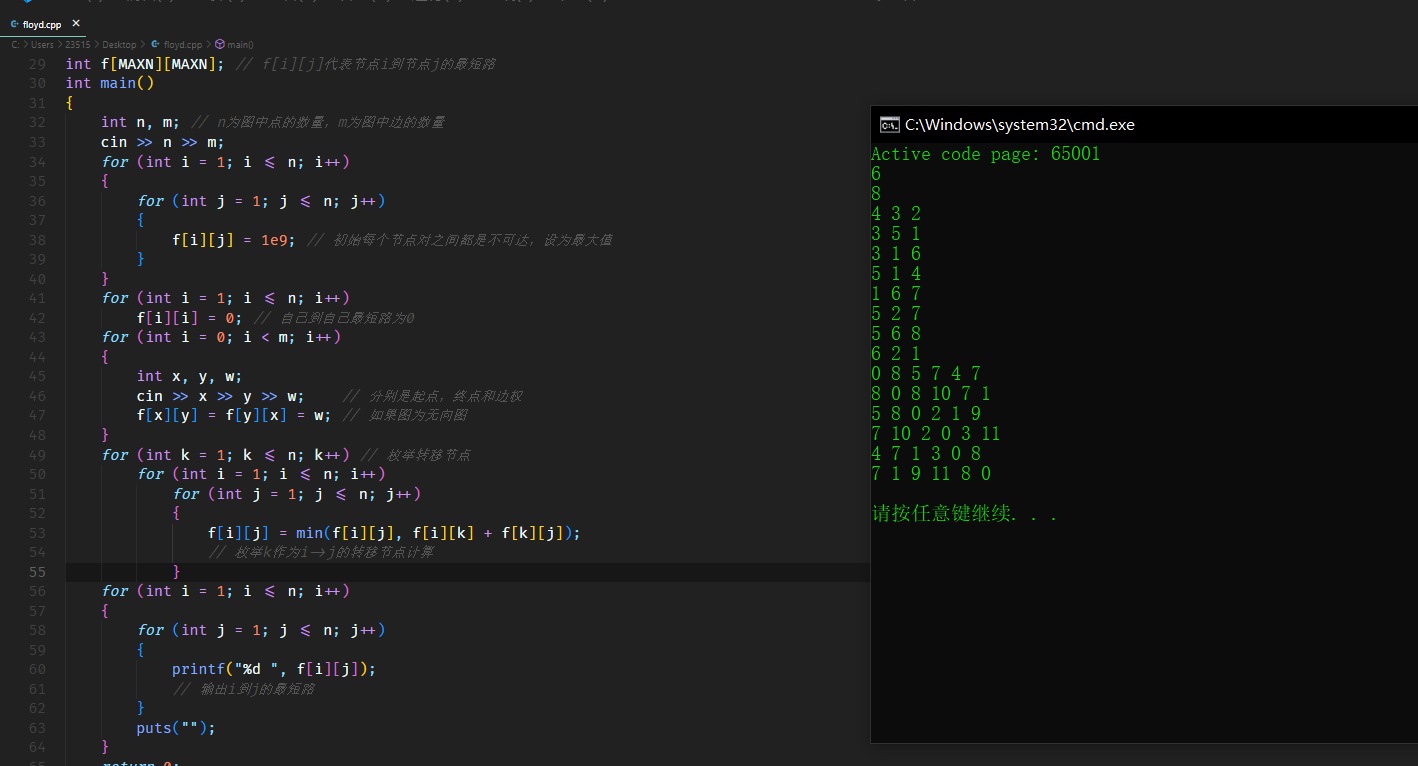 floyd.cpp ×
C: > Users > 23515 > Desktop > floyd.cpp > main()
29 int f[MAXN][MAXN]; // f[i][j]代表节点i到节点j的最短路
30 int main()
31 {
32 int n, m; // n为图中点的数量，m为图中边的数量
33 cin >> n >> m;
34 for (int i = 1; i <= n; i++)
35 {
36 for (int j = 1; j <= n; j++)
37 {
38 f[i][j] = 1e9; // 初始每个节点对之间都是不可达，设为最大值
39 }
40 }
41 for (int i = 1; i <= n; i++)
42 f[i][i] = 0; // 自己到自己最短路为0
43 for (int i = 0; i < m; i++)
44 {
45 int x, y, w;
46 cin >> x >> y >> w; // 分别是起点，终点和边权
47 f[x][y] = f[y][x] = w; // 如果图为无向图
48 }
49 for (int k = 1; k <= n; k++) // 枚举转移节点
50 for (int i = 1; i <= n; i++)
51 for (int j = 1; j <= n; j++)
52 {
53 f[i][j] = min(f[i][j], f[i][k] + f[k][j]);
54 // 枚举k作为i->j的转移节点计算
55 }
56 for (int i = 1; i <= n; i++)
57 {
58 for (int j = 1; j <= n; j++)
59 {
60 printf("%d ", f[i][j]);
61 // 输出i到j的最短路
62 }
63 puts("");
64 }
C:\Windows\system32\cmd.exe
Active code page: 65001
6
8
4 3 2
3 5 1
3 1 6
5 1 4
1 6 7
5 2 7
5 6 8
6 2 1
0 8 5 7 4 7
8 0 8 10 7 1
5 8 0 2 1 9
7 10 2 0 3 11
4 7 1 3 0 8
7 1 9 11 8 0
请按任意键继续. . .